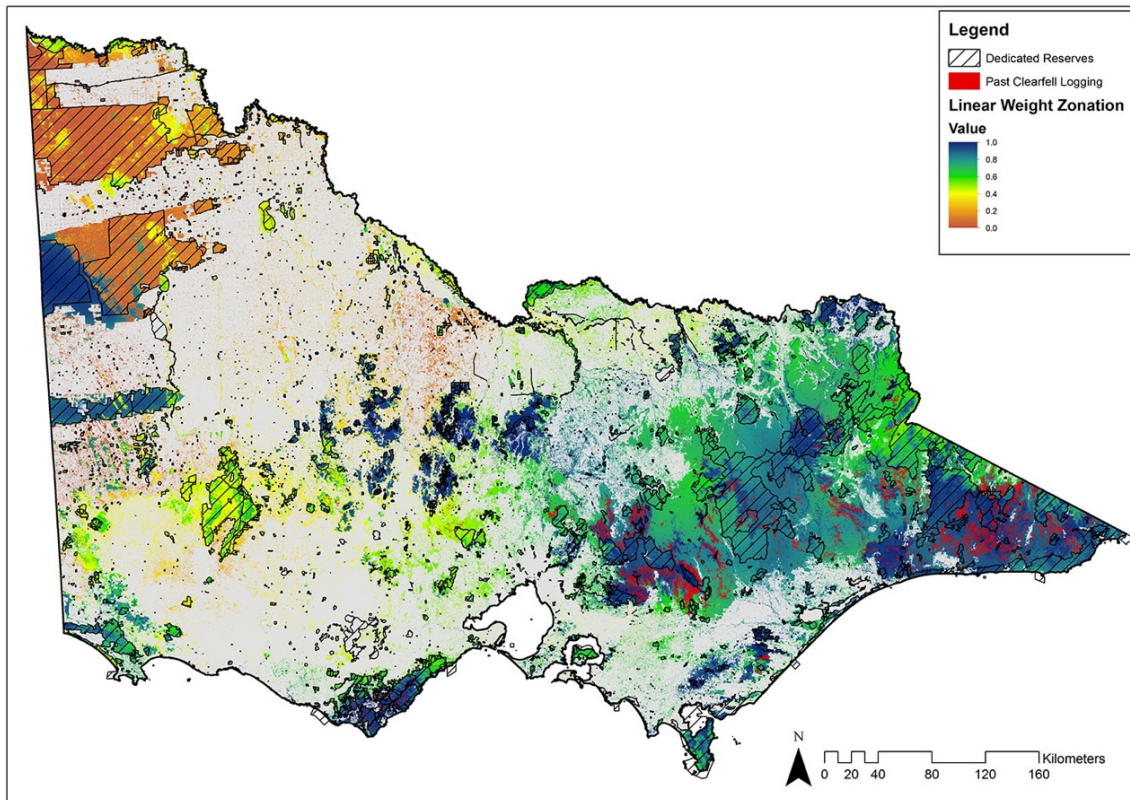 Legend
Dedicated Reserves
Past Clearfell Logging
Linear Weight Zonation
Value
1.0
0.8
0.6
0.4
0.2
0.0
N
Kilometers
0 20 40 80 120 160